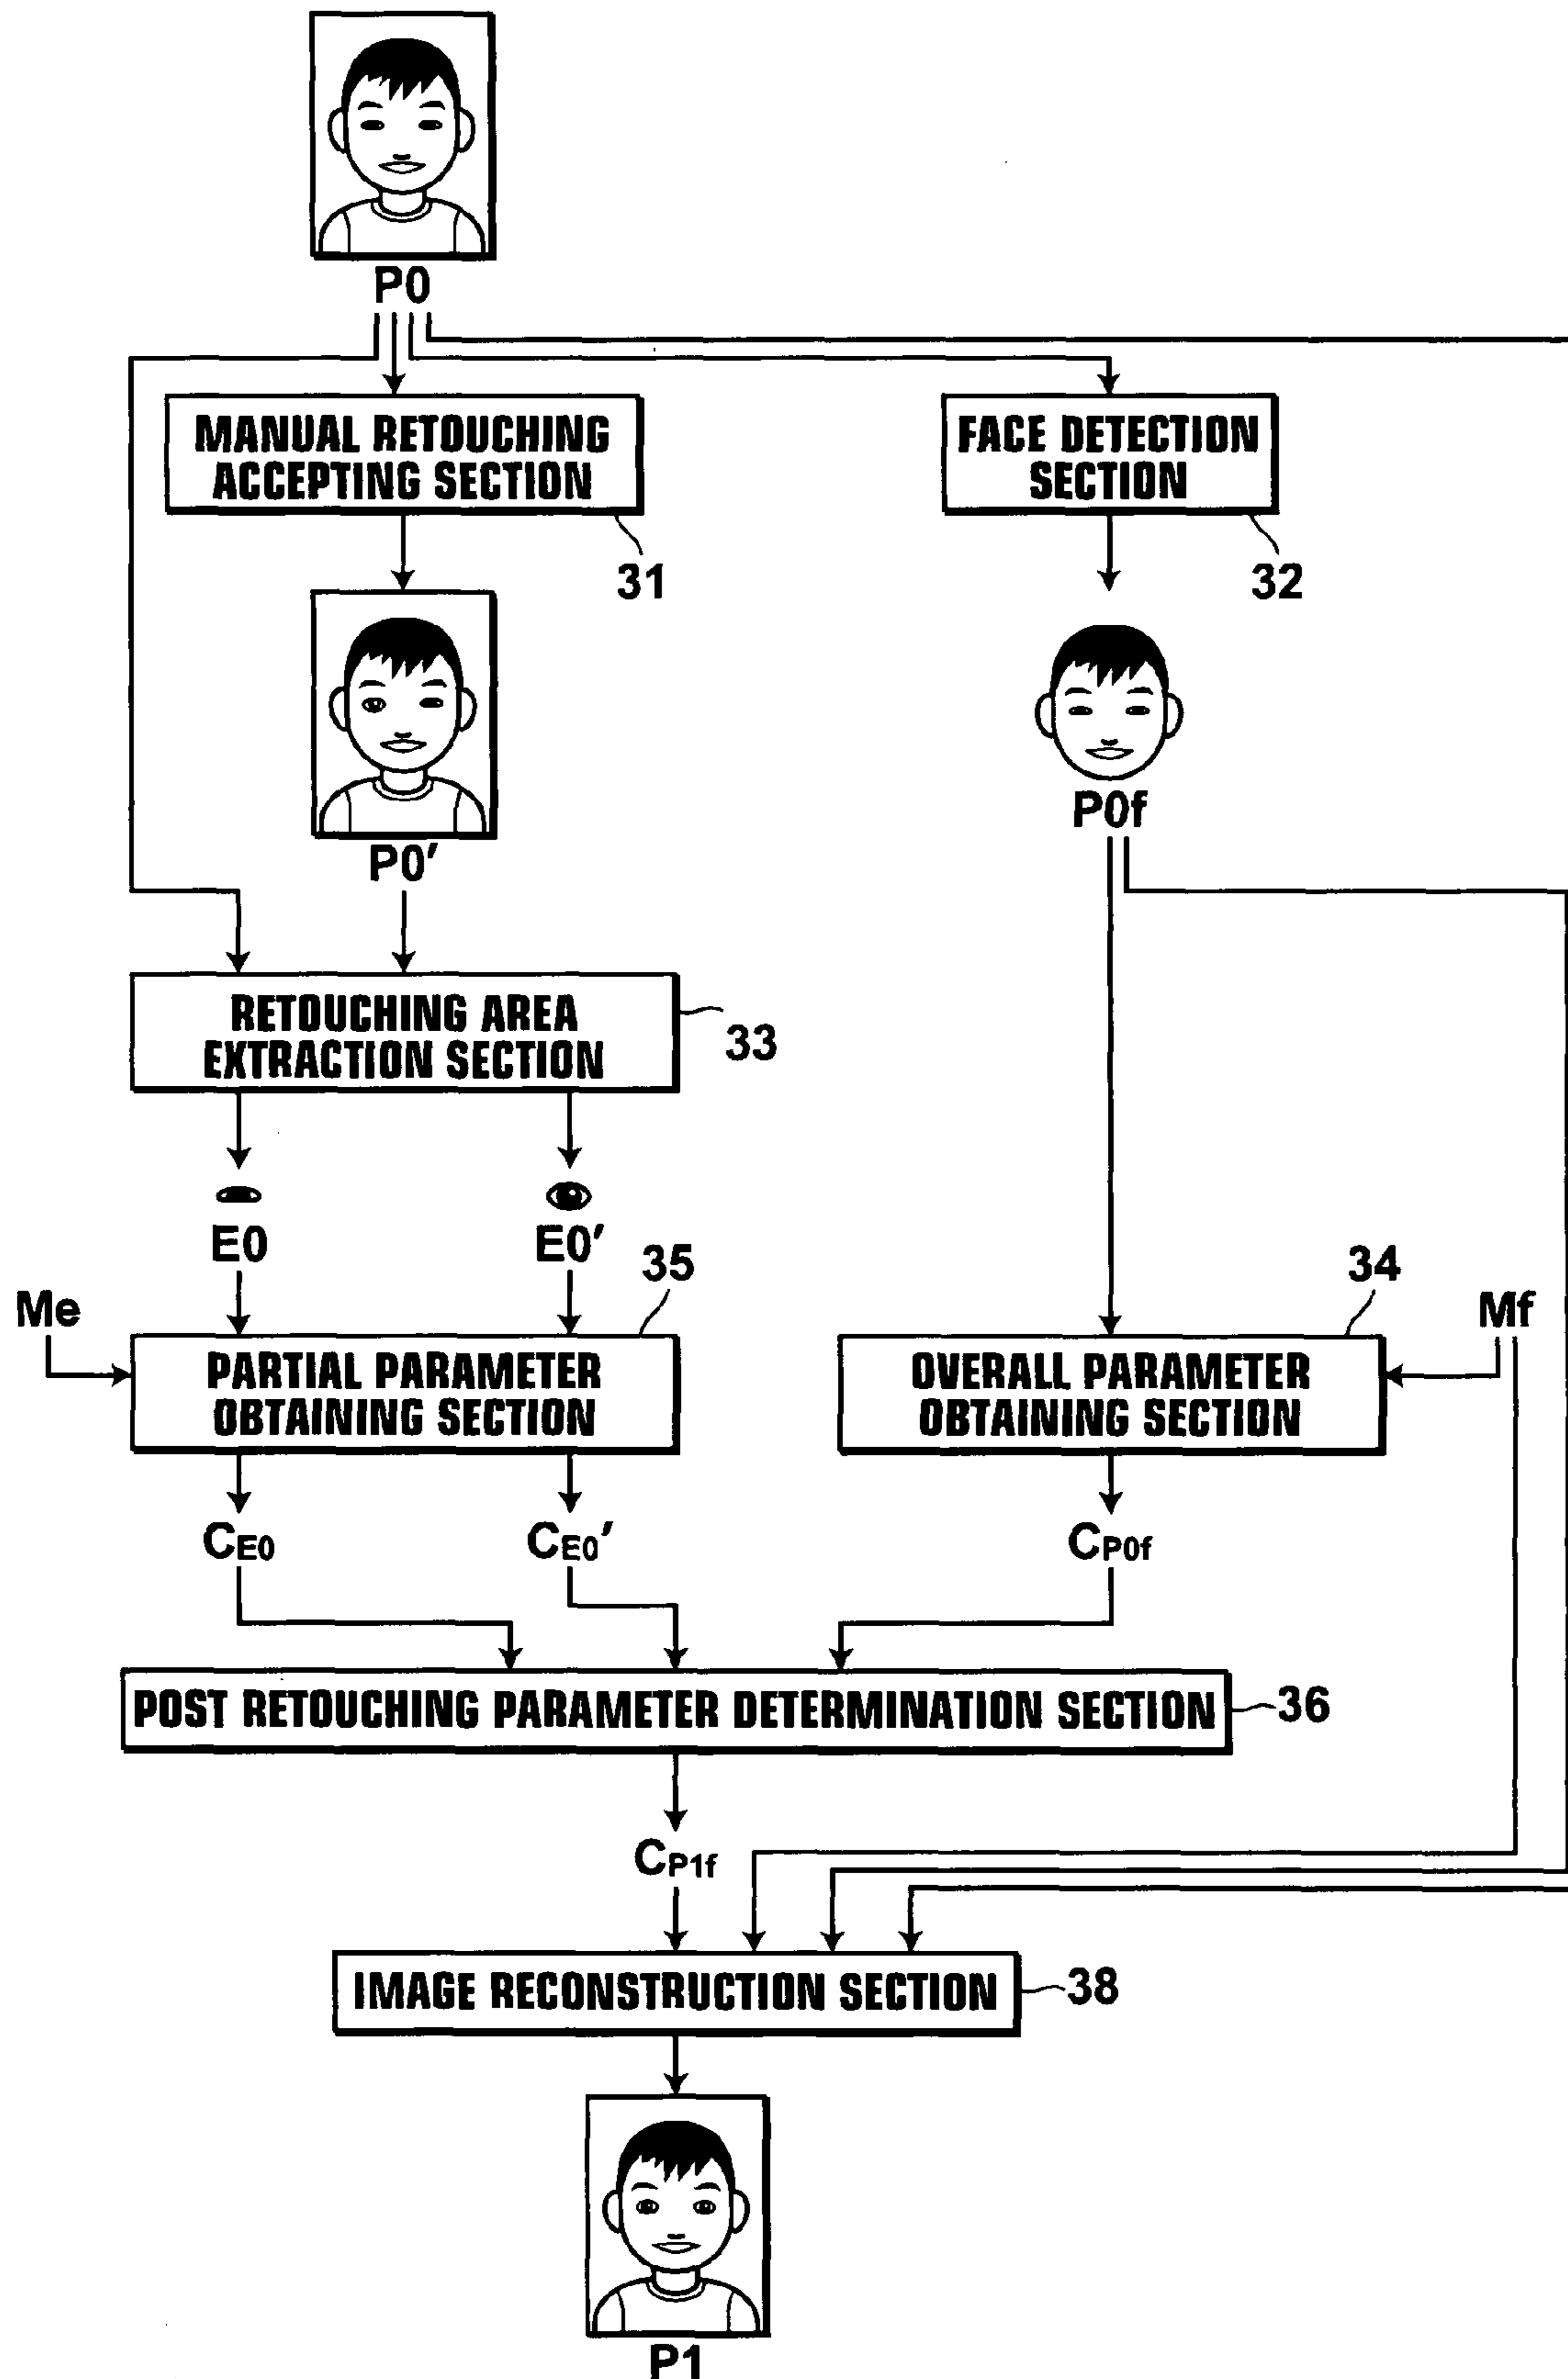 P0
MANUAL RETOUCHING
ACCEPTING SECTION
31
FACE DETECTION
SECTION
32
P0′
P0f
RETOUCHING AREA
EXTRACTION SECTION
33
E0
E0′
Me
35
PARTIAL PARAMETER
OBTAINING SECTION
34
Mf
OVERALL PARAMETER
OBTAINING SECTION
CE0
CE0′
CP0f
POST RETOUCHING PARAMETER DETERMINATION SECTION
36
CP1f
IMAGE RECONSTRUCTION SECTION
38
P1